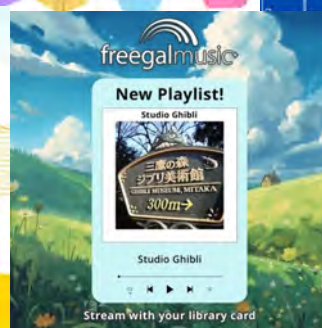 freegalmusic
New Playlist!
Studio Ghibli
三鷹の森
ジブリ美術館
GHIBLI MUSEUM, MITAKA
300m→
Studio Ghibli
Stream with your library card